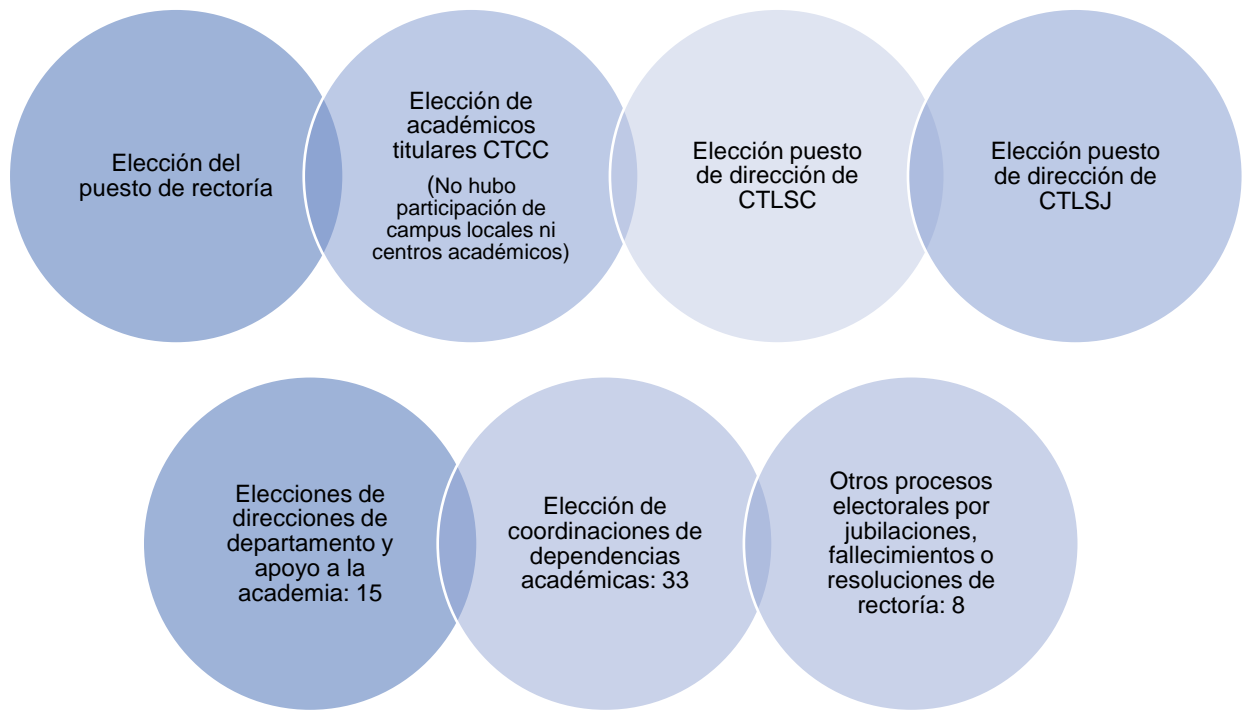 Elección del
puesto de rectoría
Elección de
académicos
titulares CTCC
(No hubo
participación de
campus locales ni
centros académicos)
Elección puesto
de dirección de
CTLSC
Elección puesto
de dirección de
CTLSJ
Elecciones de
direcciones de
departamento y
apoyo a la
academia: 15
Elección de
coordinaciones de
dependencias
académicas: 33
Otros procesos
electorales por
jubilaciones,
fallecimientos o
resoluciones de
rectoría: 8